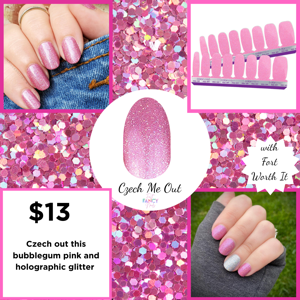 Czech Me Out
FANCY
with
Fort
Worth It
$13
Czech out this
bubblegum pink and
holographic glitter